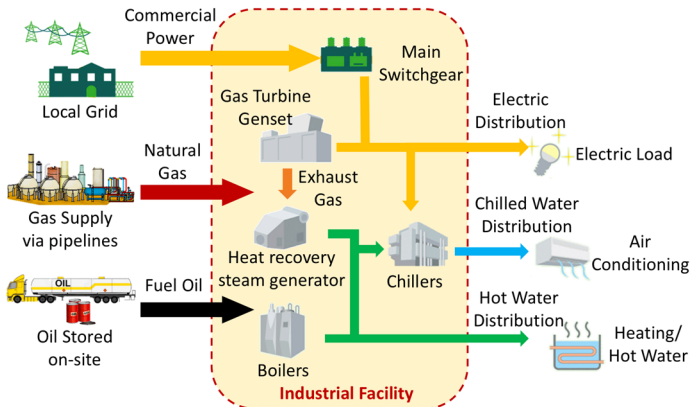 Commercial
Power
Local Grid
Main
Switchgear
Gas Turbine
Genset
Electric
Distribution
Electric Load
Natural
Gas
Exhaust
Gas
Gas Supply
via pipelines
Heat recovery
steam generator
Chillers
Chilled Water
Distribution
Air
Conditioning
OIL
Fuel Oil
Oil Stored
on-site
Boilers
Hot Water
Distribution
Heating/
Hot Water
Industrial Facility